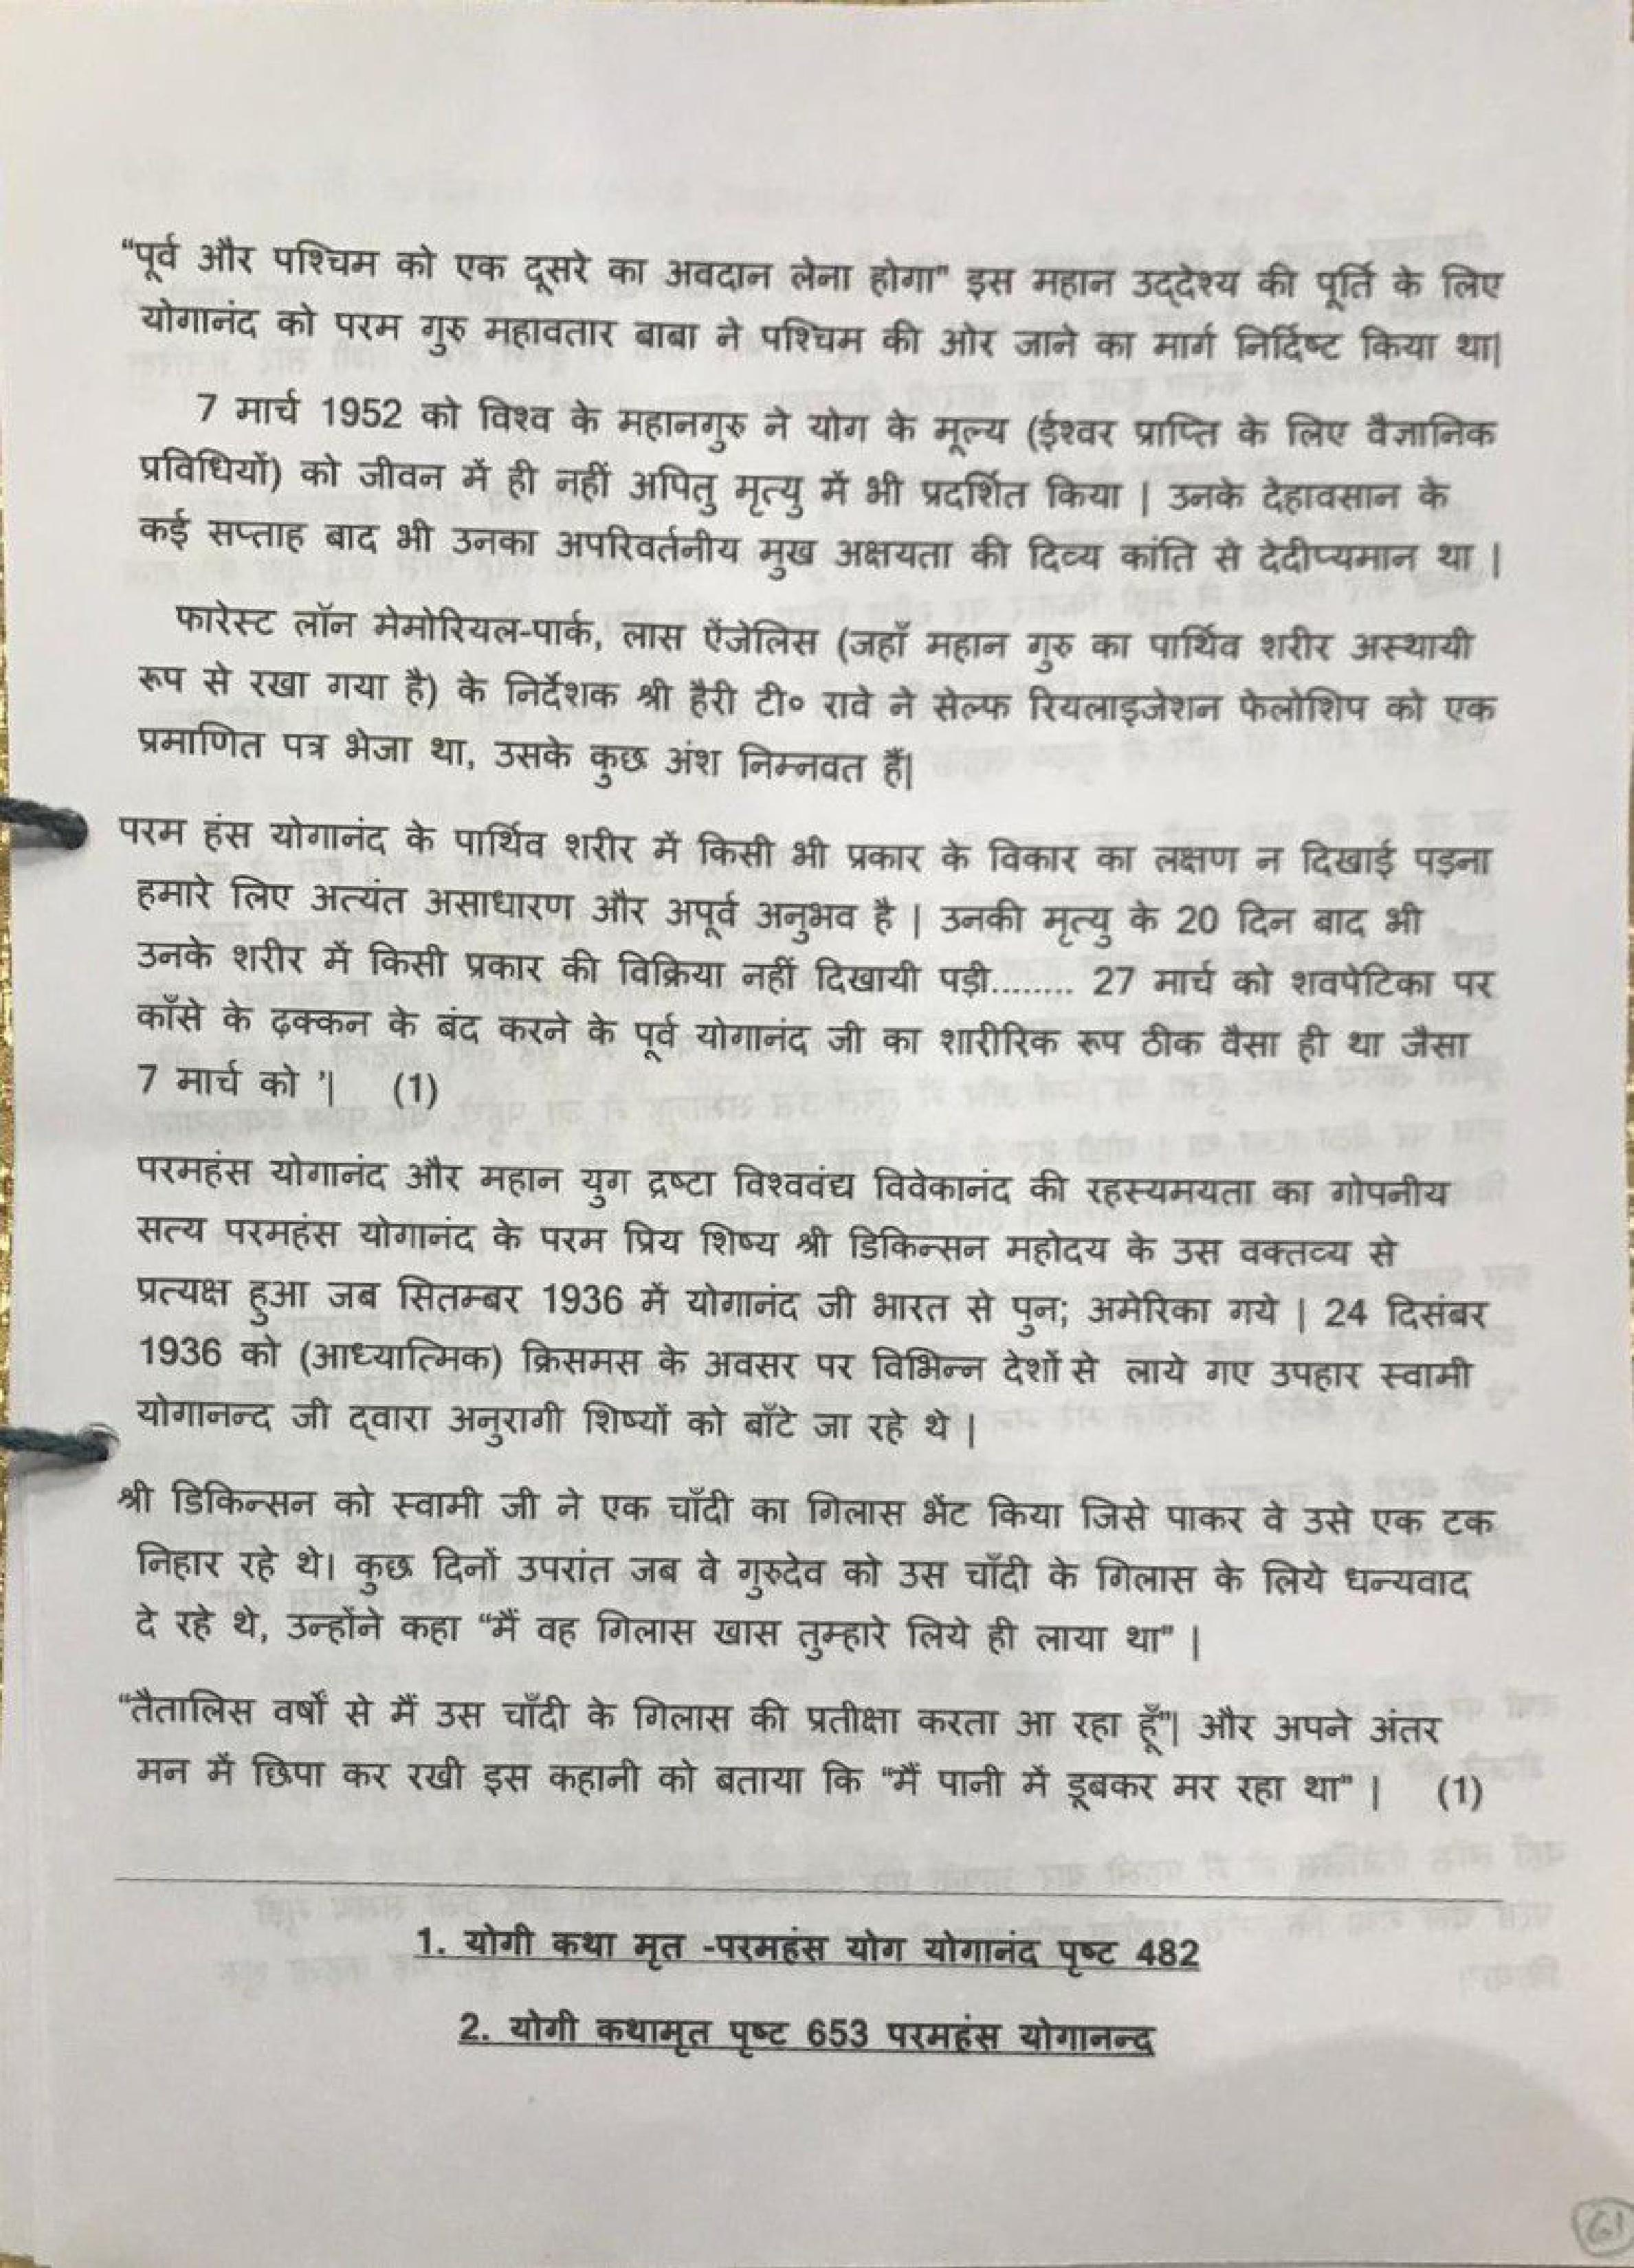 “पूर्व और पश्चिम को एक दूसरे का अवदान लेना होगा” इस महान उद्देश्य की पूर्ति के लिए
योगानंद को परम गुरु महावतार बाबा ने पश्चिम की ओर जाने का मार्ग निर्दिष्ट किया था|
7 मार्च 1952 को विश्व के महानगुरु ने योग के मूल्य (ईश्वर प्राप्ति के लिए वैज्ञानिक
प्रविधियों) को जीवन में ही नहीं अपितु मृत्यु में भी प्रदर्शित किया | उनके देहावसान के
कई सप्ताह बाद भी उनका अपरिवर्तनीय मुख अक्षयता की दिव्य कांति से देदीप्यमान था |
फारेस्ट लॉन मेमोरियल-पार्क, लास ऐंजेलिस (जहाँ महान गुरु का पार्थिव शरीर अस्थायी
रूप से रखा गया है) के निर्देशक श्री हैरी टी० रावे ने सेल्फ रियलाइजेशन फेलोशिप को एक
प्रमाणित पत्र भेजा था, उसके कुछ अंश निम्नवत हैं|
परम हंस योगानंद के पार्थिव शरीर में किसी भी प्रकार के विकार का लक्षण न दिखाई पड़ना
हमारे लिए अत्यंत असाधारण और अपूर्व अनुभव है | उनकी मृत्यु के 20 दिन बाद भी
उनके शरीर में किसी प्रकार की विक्रिया नहीं दिखायी पड़ी........ 27 मार्च को शवपेटिका पर
काँसे के ढ़क्कन के बंद करने के पूर्व योगानंद जी का शारीरिक रूप ठीक वैसा ही था जैसा
7 मार्च को '| (1)
परमहंस योगानंद और महान युग द्रष्टा विश्ववंद्य विवेकानंद की रहस्यमयता का गोपनीय
सत्य परमहंस योगानंद के परम प्रिय शिष्य श्री डिकिन्सन महोदय के उस वक्तव्य से
प्रत्यक्ष हुआ जब सितम्बर 1936 में योगानंद जी भारत से पुन; अमेरिका गये | 24 दिसंबर
1936 को (आध्यात्मिक) क्रिसमस के अवसर पर विभिन्न देशों से लाये गए उपहार स्वामी
योगानन्द जी द्वारा अनुरागी शिष्यों को बाँटे जा रहे थे |
श्री डिकिन्सन को स्वामी जी ने एक चाँदी का गिलास भेंट किया जिसे पाकर वे उसे एक टक
निहार रहे थे| कुछ दिनों उपरांत जब वे गुरुदेव को उस चाँदी के गिलास के लिये धन्यवाद
दे रहे थे, उन्होंने कहा “मैं वह गिलास खास तुम्हारे लिये ही लाया था” |
“तैतालिस वर्षों से मैं उस चाँदी के गिलास की प्रतीक्षा करता आ रहा हूँ”| और अपने अंतर
मन में छिपा कर रखी इस कहानी को बताया कि “मैं पानी में डूबकर मर रहा था” | (1)
1. योगी कथा मृत -परमहंस योग योगानंद पृष्ट 482
2. योगी कथामृत पृष्ट 653 परमहंस योगानन्द
61